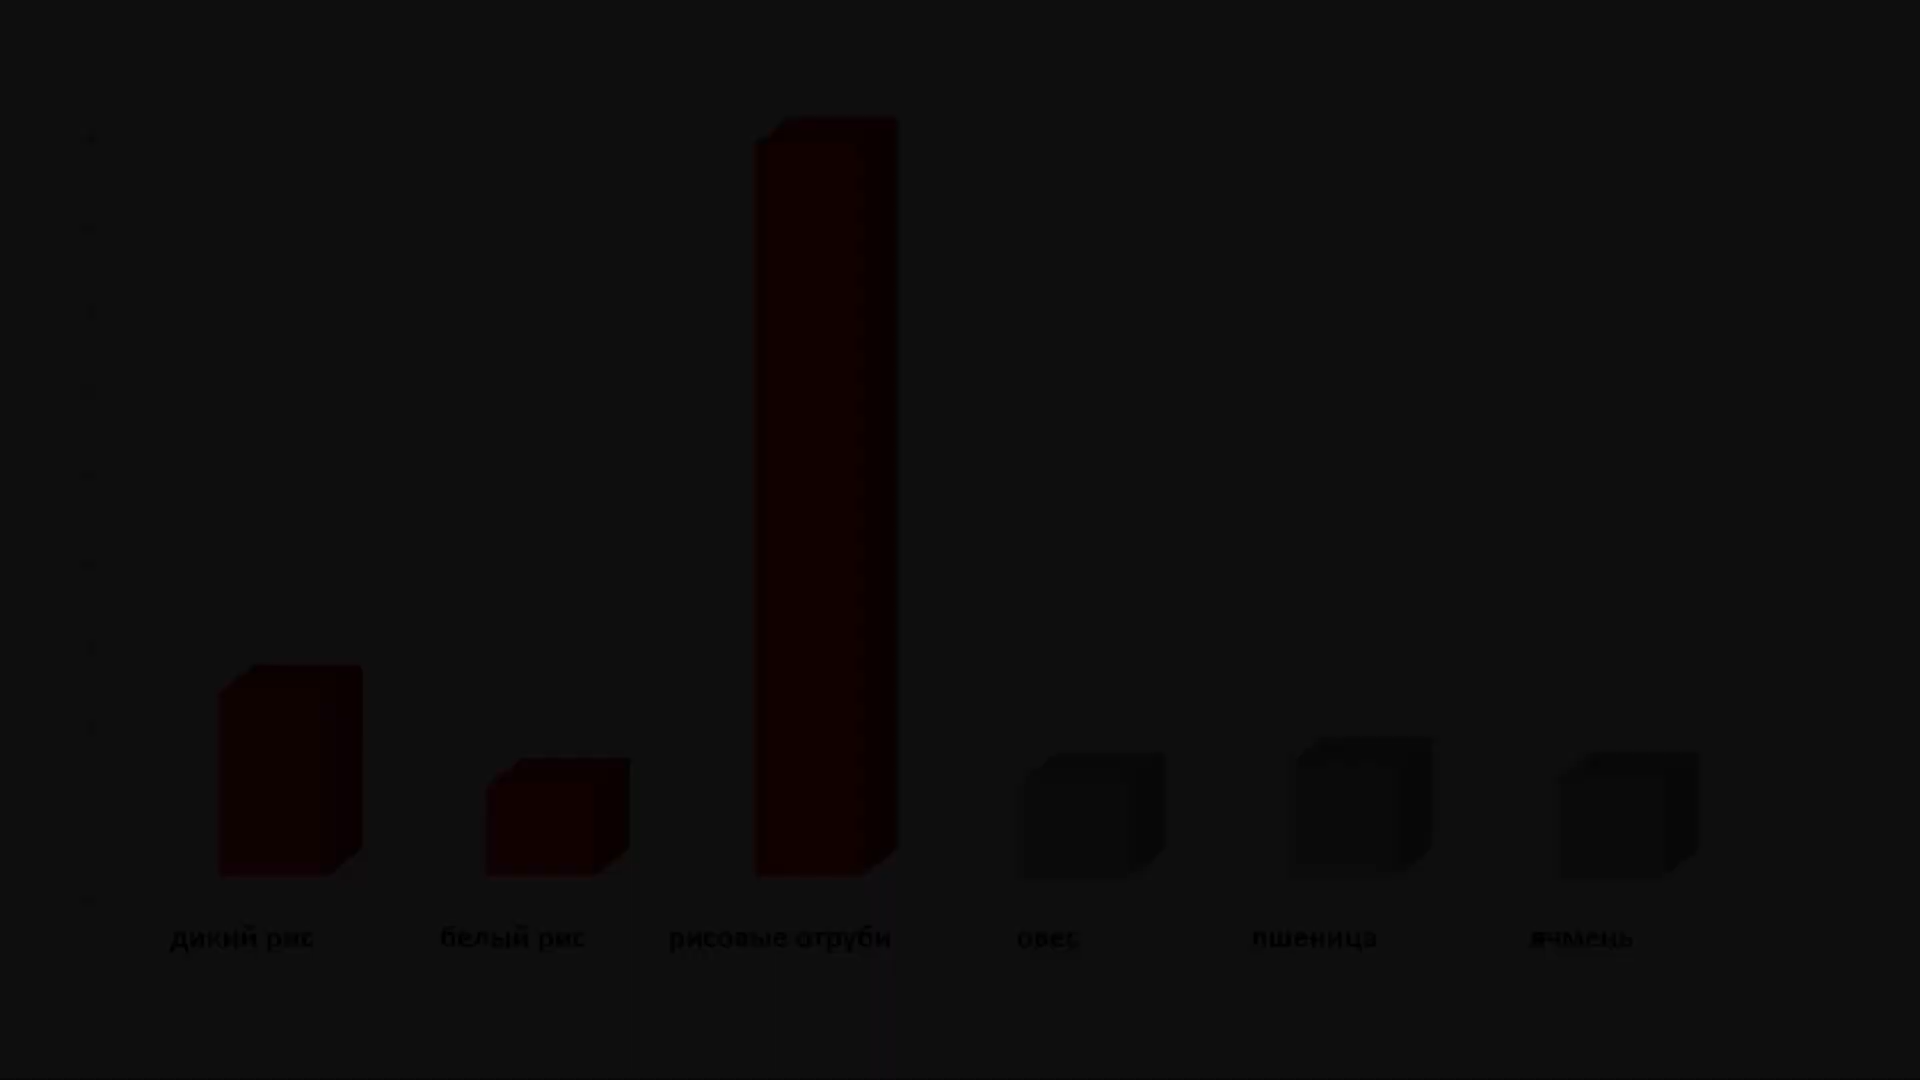 дикий рис белый рис рисовые отруби овес пшеница ячмень